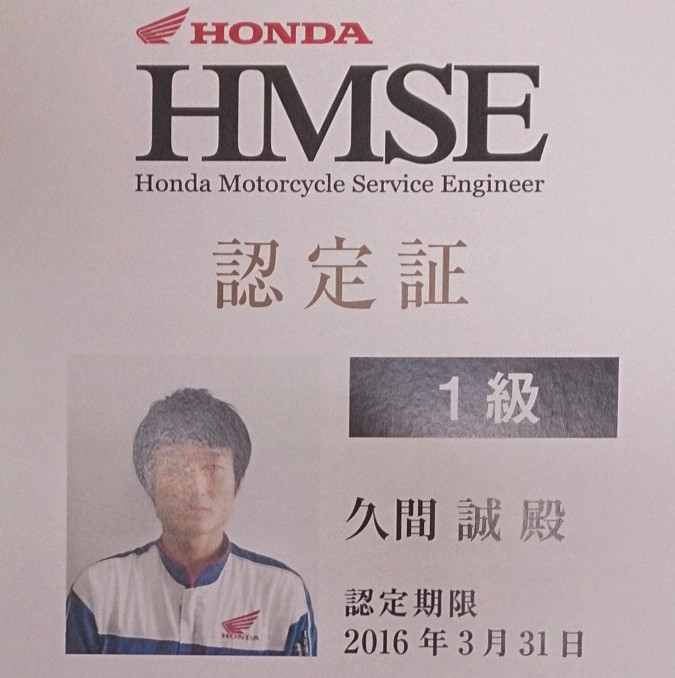 HONDA
HMSE
Honda Motorcycle Service Engineer
認定証
1級
久間 誠 殿
認定期限
2016年3月31日
HONDA